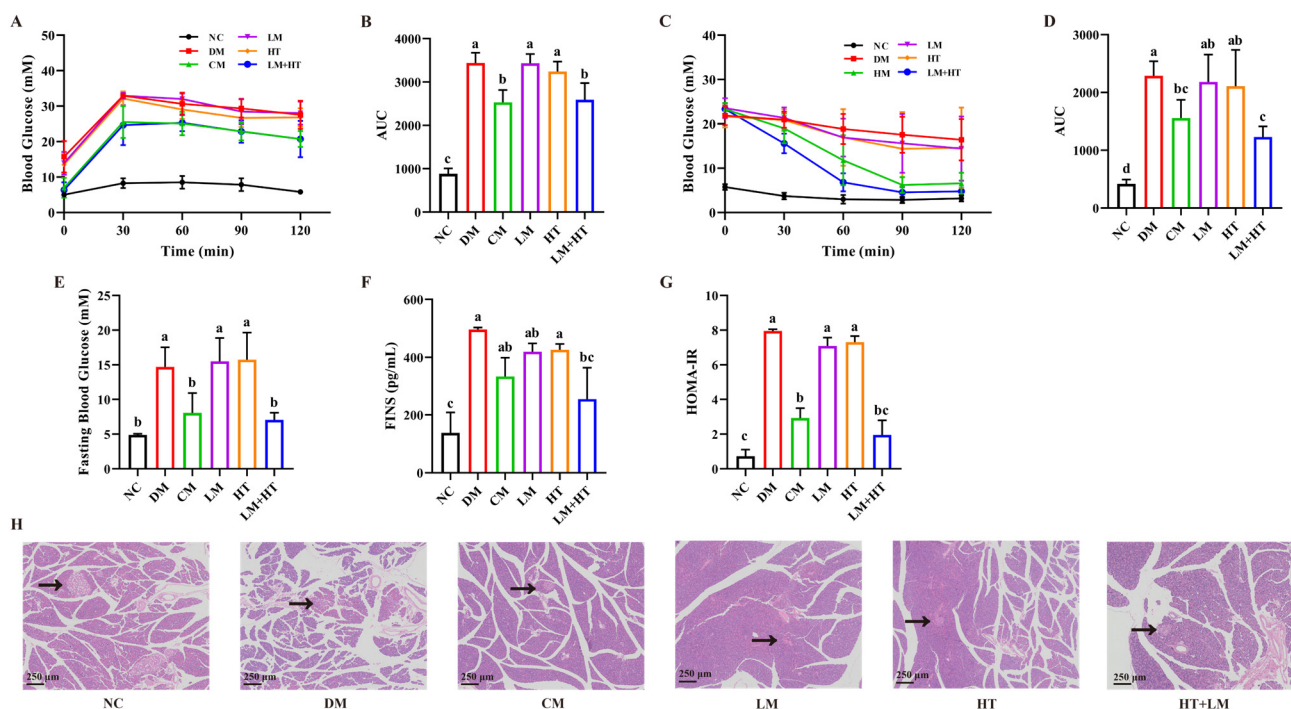 A
B
C
D
NC
DM
CM
LM
HT
LM+HT
Blood Glucose (mM)
50
40
30
20
10
0
0 30 60 90 120
Time (min)
AUC
4000
3000
2000
1000
0
a
a
a
b
b
c
NC DM CM LM HT LM+HT
NC
DM
HM
LM
HT
LM+HT
Blood Glucose (mM)
40
30
20
10
0
0 30 60 90 120
Time (min)
AUC
3000
2000
1000
0
d
a
bc
ab
ab
c
NC DM CM LM HT LM+HT
E
F
G
Fasting Blood Glucose (mM)
25
20
15
10
5
0
b
a
b
a
a
b
NC DM CM LM HT LM+HT
FINS (pg/mL)
600
400
200
0
c
a
ab
ab
a
bc
NC DM CM LM HT LM+HT
HOMA-IR
10
8
6
4
2
0
c
a
b
a
a
bc
NC DM CM LM HT LM+HT
H
250 μm
250 μm
250 μm
250 μm
250 μm
250 μm
NC DM CM LM HT HT+LM